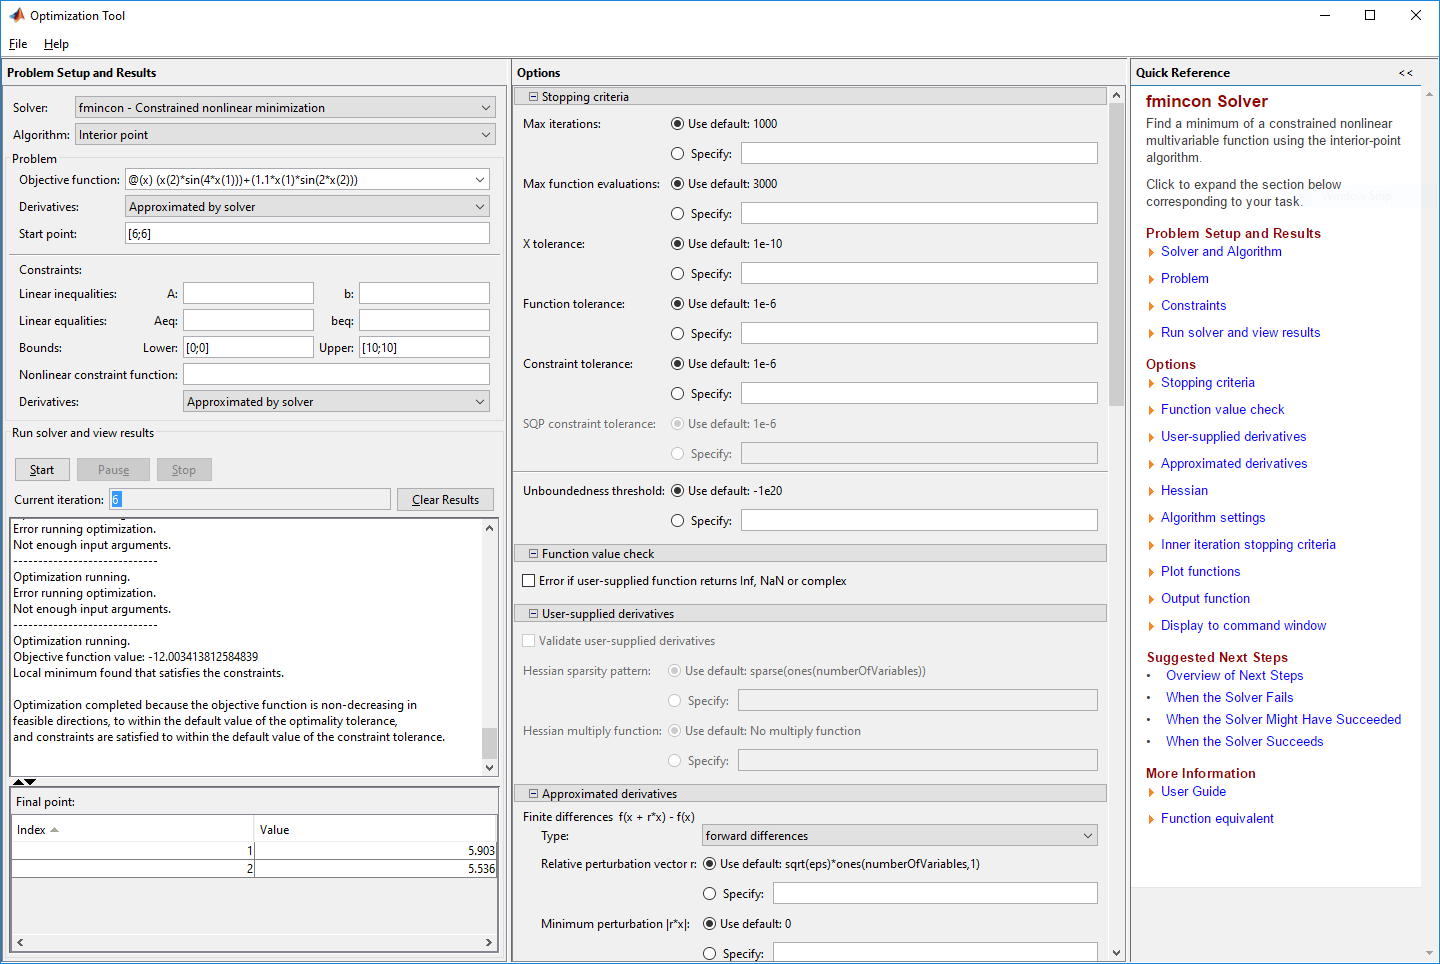 Optimization Tool
File Help
Problem Setup and Results
Solver: fmincon - Constrained nonlinear minimization
Algorithm: Interior point
Problem
Objective function: @(x) (x(2)*sin(4*x(1)))+(1.1*x(1)*sin(2*x(2)))
Derivatives: Approximated by solver
Start point: [6;6]
Constraints:
Linear inequalities: A: b:
Linear equalities: Aeq: beq:
Bounds: Lower: [0;0] Upper: [10;10]
Nonlinear constraint function:
Derivatives: Approximated by solver
Run solver and view results
Start Pause Stop
Current iteration: 6 Clear Results
Error running optimization.
Not enough input arguments.
-----------------------------
Optimization running.
Error running optimization.
Not enough input arguments.
-----------------------------
Optimization running.
Objective function value: -12.003413812584839
Local minimum found that satisfies the constraints.
Optimization completed because the objective function is non-decreasing in
feasible directions, to within the default value of the optimality tolerance,
and constraints are satisfied to within the default value of the constraint tolerance.
Final point:
Index Value
1 5.903
2 5.536
Options
Stopping criteria
Max iterations: Use default: 1000
Specify:
Max function evaluations: Use default: 3000
Specify:
X tolerance: Use default: 1e-10
Specify:
Function tolerance: Use default: 1e-6
Specify:
Constraint tolerance: Use default: 1e-6
Specify:
SQP constraint tolerance: Use default: 1e-6
Specify:
Unboundedness threshold: Use default: -1e20
Specify:
Function value check
Error if user-supplied function returns Inf, NaN or complex
User-supplied derivatives
Validate user-supplied derivatives
Hessian sparsity pattern: Use default: sparse(ones(numberOfVariables))
Specify:
Hessian multiply function: Use default: No multiply function
Specify:
Approximated derivatives
Finite differences f(x + r*x) - f(x)
Type: forward differences
Relative perturbation vector r: Use default: sqrt(eps)*ones(numberOfVariables,1)
Specify:
Minimum perturbation |r*x|: Use default: 0
Specify:
Quick Reference <<
fmincon Solver
Find a minimum of a constrained nonlinear
multivariable function using the interior-point
algorithm.
Click to expand the section below
corresponding to your task.
Problem Setup and Results
Solver and Algorithm
Problem
Constraints
Run solver and view results
Options
Stopping criteria
Function value check
User-supplied derivatives
Approximated derivatives
Hessian
Algorithm settings
Inner iteration stopping criteria
Plot functions
Output function
Display to command window
Suggested Next Steps
• Overview of Next Steps
• When the Solver Fails
• When the Solver Might Have Succeeded
• When the Solver Succeeds
More Information
User Guide
Function equivalent